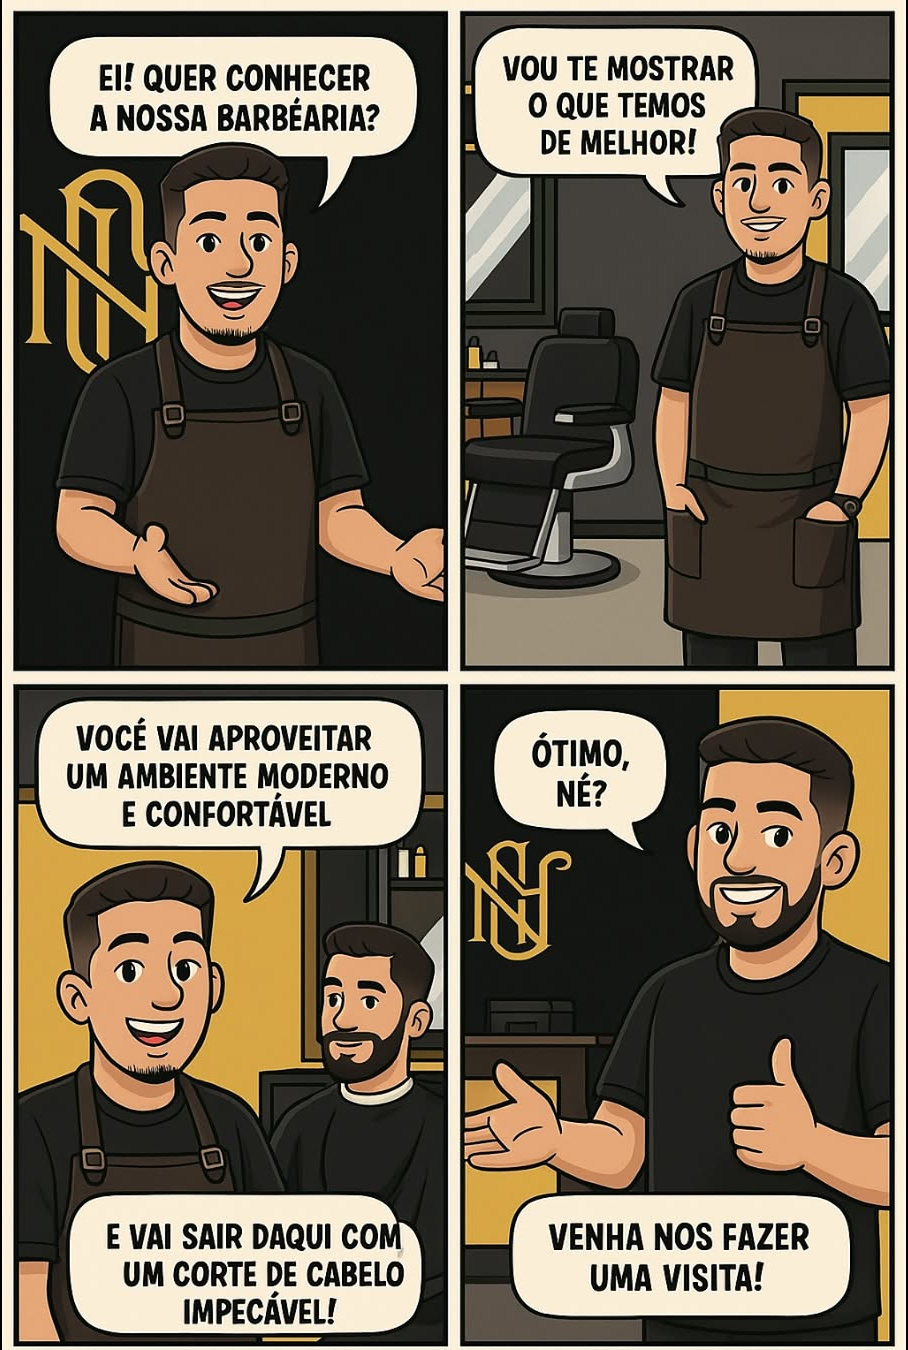 EI! QUER CONHECER
A NOSSA BARBÉARIA?
VOU TE MOSTRAR
O QUE TEMOS
DE MELHOR!
VOCÉ VAI APROVEITAR
UM AMBIENTE MODERNO
E CONFORTÁVEL
E VAI SAIR DAQUI COM
UM CORTE DE CABELO
IMPECÁVEL!
ÓTIMO,
NÉ?
VENHA NOS FAZER
UMA VISITA!